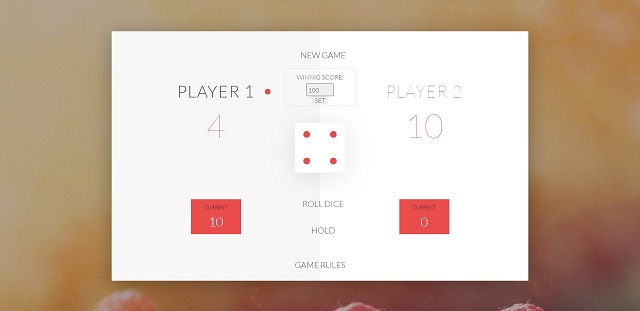 NEW GAME
WINNIG SCORE:
100
SET
PLAYER 1
4
PLAYER 2
10
ROLL DICE
HOLD
GAME RULES
CURRENT
10
CURRENT
0